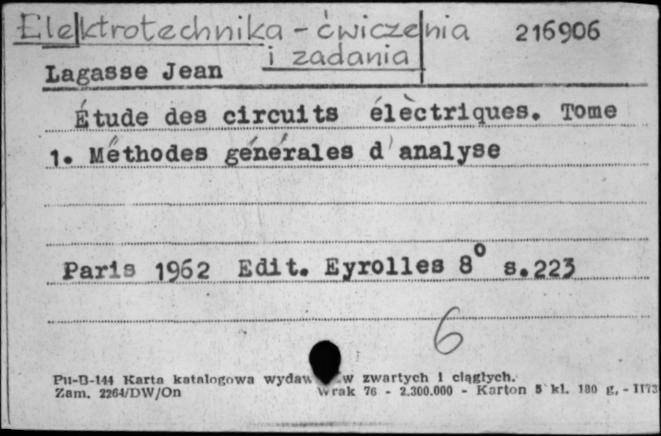 Elektrotechnika - ćwiczenia 216906
i zadania
Lagasse Jean
Étude des circuits élèctriques. Tome
1. Méthodes générales d'analyse
Paris 1962 Edit. Eyrolles 8° s.223
6
Pu-B-144 Karta katalogowa wydaw w zwartych i ciągłych.
Zam. 2264/DW/On Wrak 76 - 2.300.000 - Karton 5 kl. 180 g, - II73